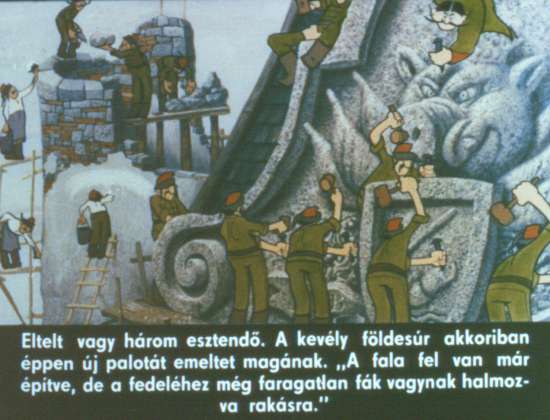 Eltelt vagy három esztendő. A kevély földesúr akkoriban
éppen új palotát emeltet magának. „A fala fel van már
építve, de a fedeléhez még faragatlan fák vagynak halmoz-
va rakásra."